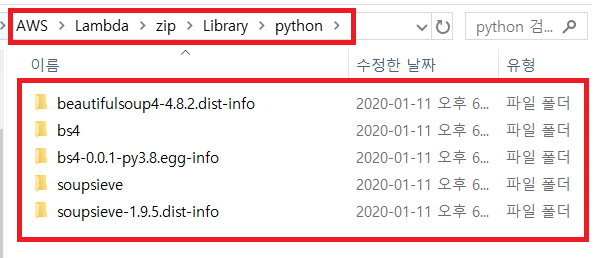 AWS > Lambda > zip > Library > python >
python 검...
이름 수정한 날짜 유형
beautifulsoup4-4.8.2.dist-info 2020-01-11 오후 6... 파일 폴더
bs4 2020-01-11 오후 6... 파일 폴더
bs4-0.0.1-py3.8.egg-info 2020-01-11 오후 6... 파일 폴더
soupsieve 2020-01-11 오후 6... 파일 폴더
soupsieve-1.9.5.dist-info 2020-01-11 오후 6... 파일 폴더